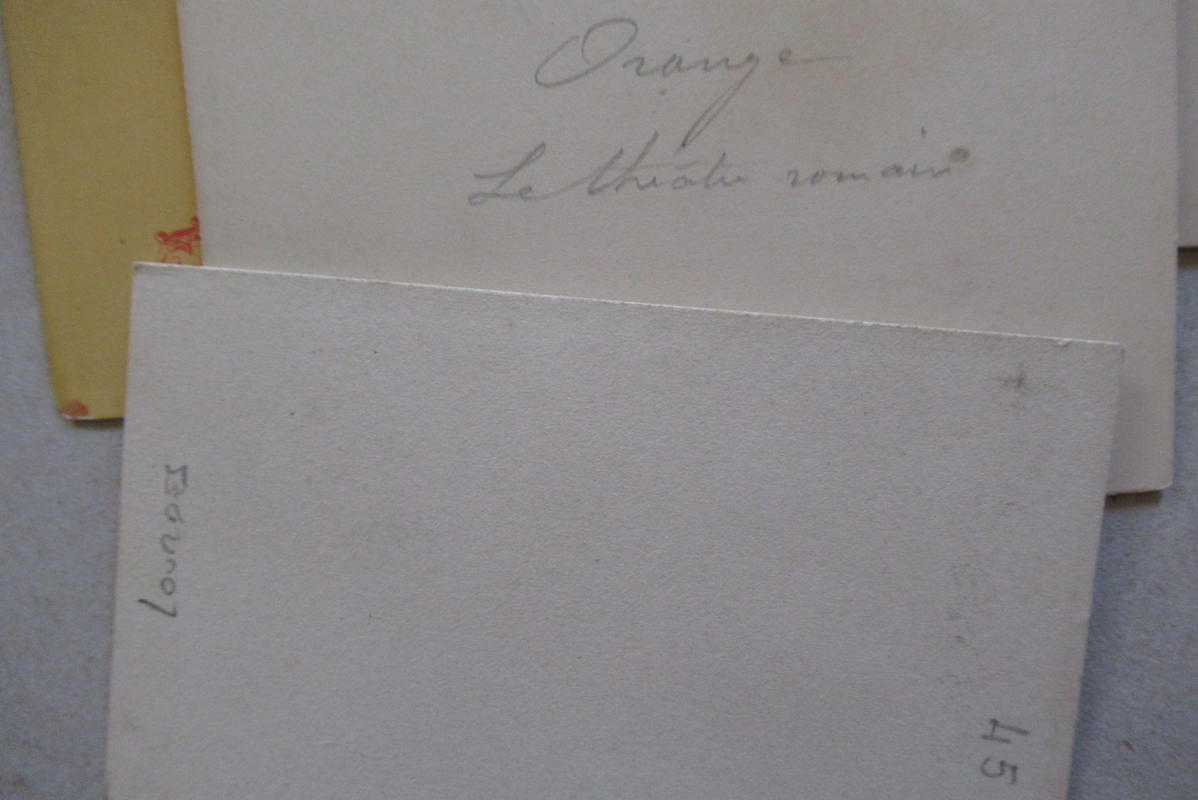 Orange
Le théâtre romain
Lourdes
45